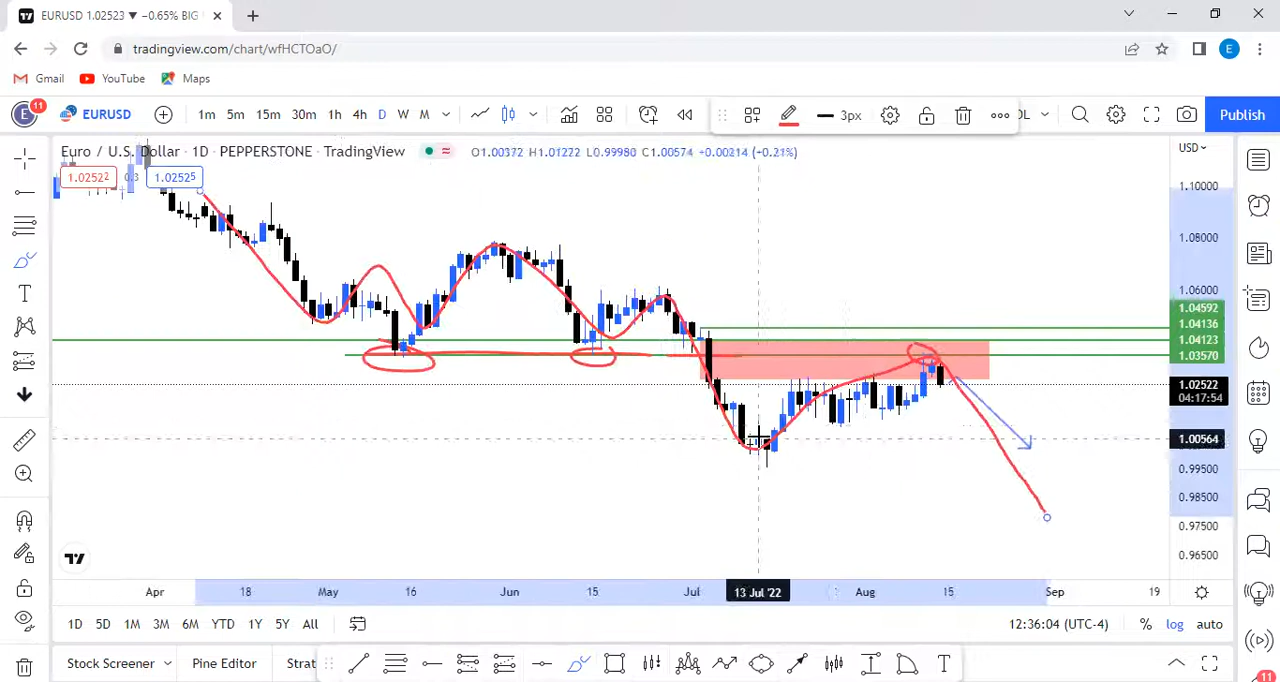 EURUSD 1.02523 ▼ −0.65% BIG
tradingview.com/chart/wfHCTOaO/
E
Gmail YouTube Maps
E 11 EURUSD 1m 5m 15m 30m 1h 4h D W M 3px Publish
Euro / U.S. Dollar · 1D · PEPPERSTONE · TradingView O1.00372 H1.01222 L0.99980 C1.00574 +0.00214 (+0.21%)
USD
1.02522 0.3 1.02525
1.10000
1.08000
1.06000
1.04592
1.04136
1.04123
1.03570
1.02522
04:17:54
1.00564
0.99500
0.98500
0.97500
0.96500
Apr 18 May 16 Jun 15 Jul 13 Jul '22 Aug 15 Sep 19
1D 5D 1M 3M 6M YTD 1Y 5Y All 12:36:04 (UTC-4) % log auto
Stock Screener Pine Editor Strat
T
11